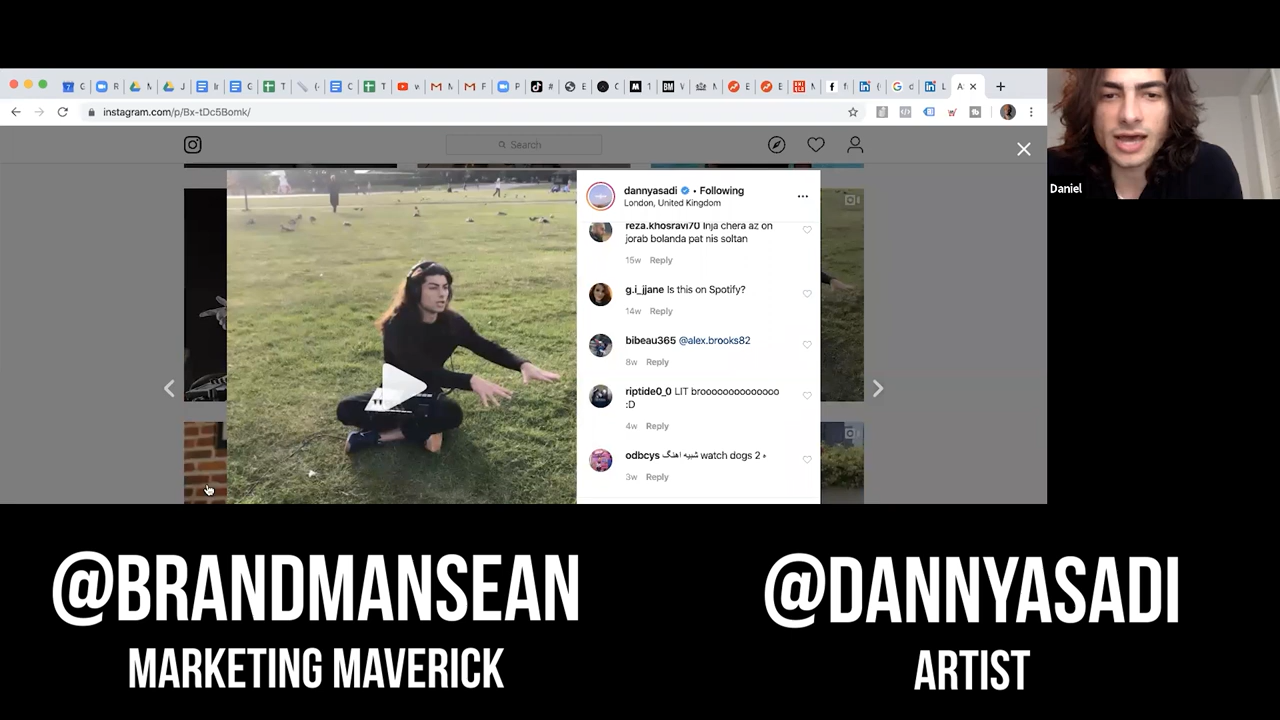 instagram.com/p/Bx-tDc5Bomk/
Search
Daniel
dannyasadi • Following
London, United Kingdom
reza.khosravi70 Inja chera az on
jorab bolanda pat nis soltan
15w Reply
g.i_jjane Is this on Spotify?
14w Reply
bibeau365 @alex.brooks82
8w Reply
riptide0_0 LIT broooooooooooooo
:D
4w Reply
odbcys شبیه اهنگ watch dogs 2
3w Reply
@BRANDMANSEAN
MARKETING MAVERICK
@DANNYASADI
ARTIST